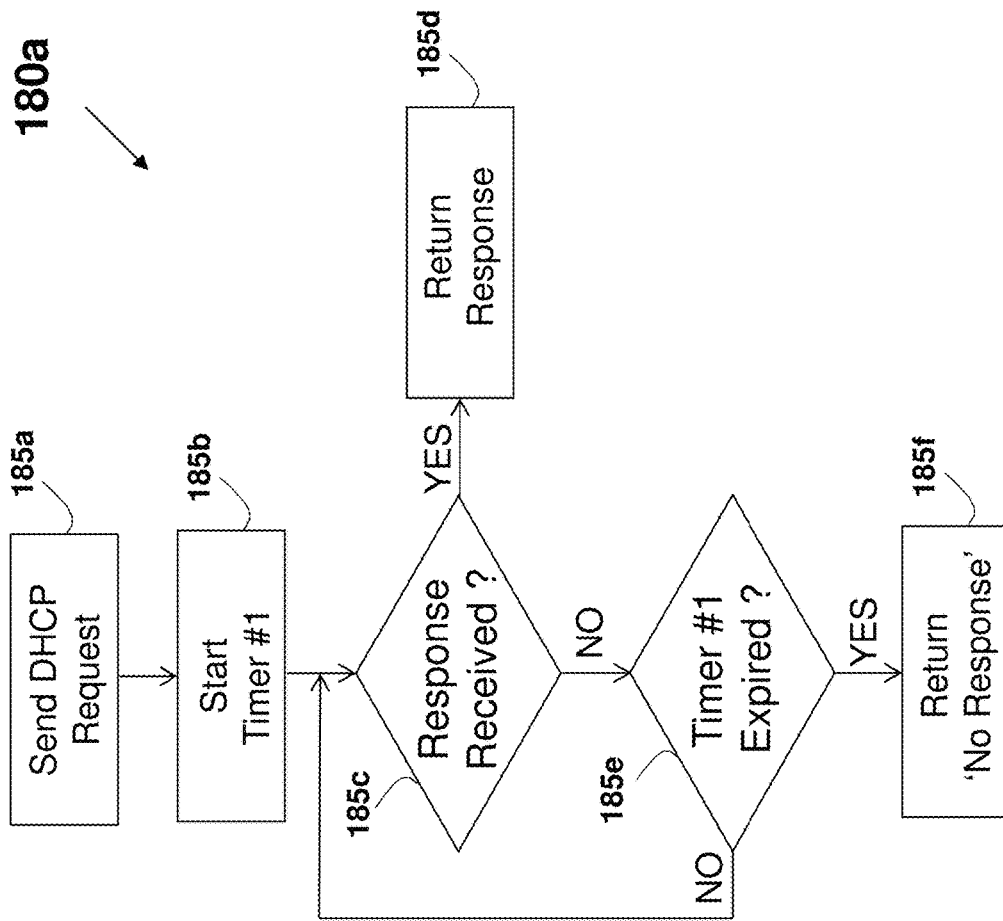 180a
185a
Send DHCP
Request
185b
Start
Timer #1
185c
Response
Received ?
YES
185d
Return
Response
NO
185e
Timer #1
Expired ?
NO
YES
185f
Return
‘No Response’